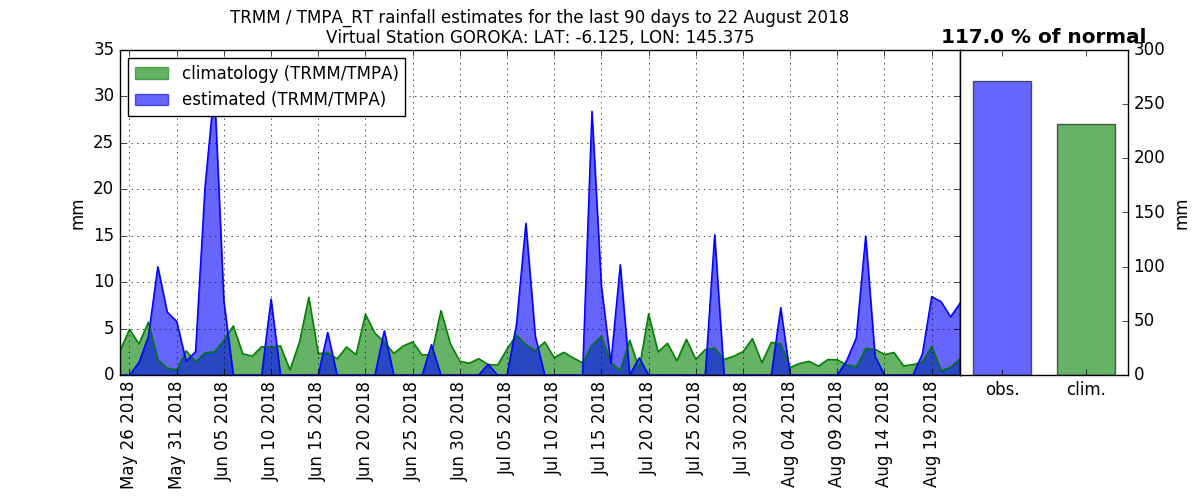 TRMM / TMPA_RT rainfall estimates for the last 90 days to 22 August 2018
Virtual Station GOROKA: LAT: -6.125, LON: 145.375
117.0 % of normal
climatology (TRMM/TMPA)
estimated (TRMM/TMPA)
35
30
25
20
15
10
5
0
mm
300
250
200
150
100
50
0
mm
May 26 2018
May 31 2018
Jun 05 2018
Jun 10 2018
Jun 15 2018
Jun 20 2018
Jun 25 2018
Jun 30 2018
Jul 05 2018
Jul 10 2018
Jul 15 2018
Jul 20 2018
Jul 25 2018
Jul 30 2018
Aug 04 2018
Aug 09 2018
Aug 14 2018
Aug 19 2018
obs.
clim.